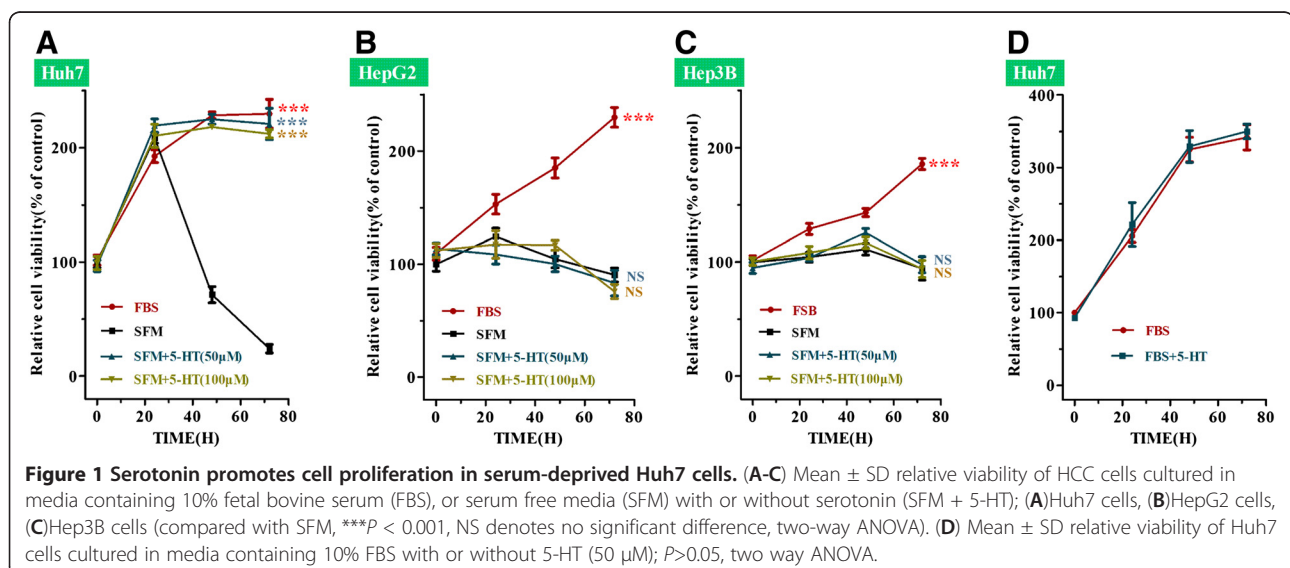 A
Huh7
Relative cell viability(% of control)
200
100
0
***
***
***
FBS
SFM
SFM+5-HT(50µM)
SFM+5-HT(100µM)
0 20 40 60 80
TIME(H)
B
HepG2
Relative cell viability(% of control)
200
100
0
***
NS
NS
FBS
SFM
SFM+5-HT(50µM)
SFM+5-HT(100µM)
0 20 40 60 80
TIME(H)
C
Hep3B
Relative cell viability(% of control)
200
100
0
***
NS
NS
FSB
SFM
SFM+5-HT(50µM)
SFM+5-HT(100µM)
0 20 40 60 80
TIME(H)
D
Huh7
Relative cell viability(% of control)
400
350
300
250
200
150
100
50
0
FBS
FBS+5-HT
0 20 40 60 80
TIME(H)
Figure 1 Serotonin promotes cell proliferation in serum-deprived Huh7 cells. (A-C) Mean ± SD relative viability of HCC cells cultured in
media containing 10% fetal bovine serum (FBS), or serum free media (SFM) with or without serotonin (SFM + 5-HT); (A)Huh7 cells, (B)HepG2 cells,
(C)Hep3B cells (compared with SFM, ***P < 0.001, NS denotes no significant difference, two-way ANOVA). (D) Mean ± SD relative viability of Huh7
cells cultured in media containing 10% FBS with or without 5-HT (50 μM); P>0.05, two way ANOVA.